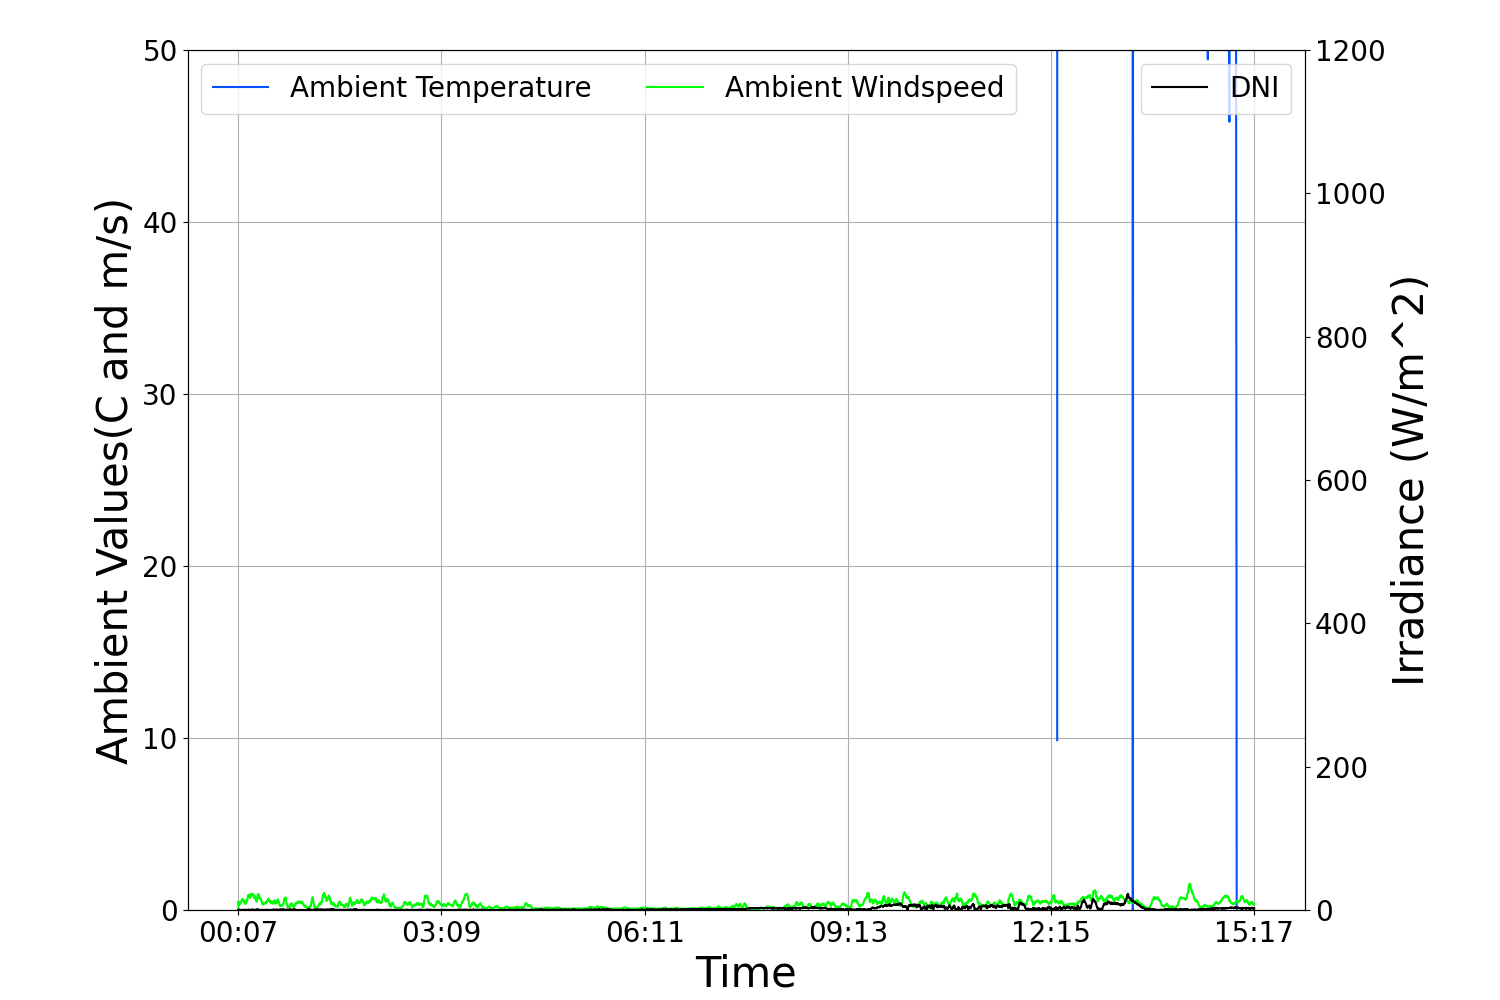 Ambient Temperature Ambient Windspeed DNI
Ambient Values(C and m/s)
50
40
30
20
10
0
1200
1000
800
600
400
200
0
Irradiance (W/m^2)
00:07 03:09 06:11 09:13 12:15 15:17
Time